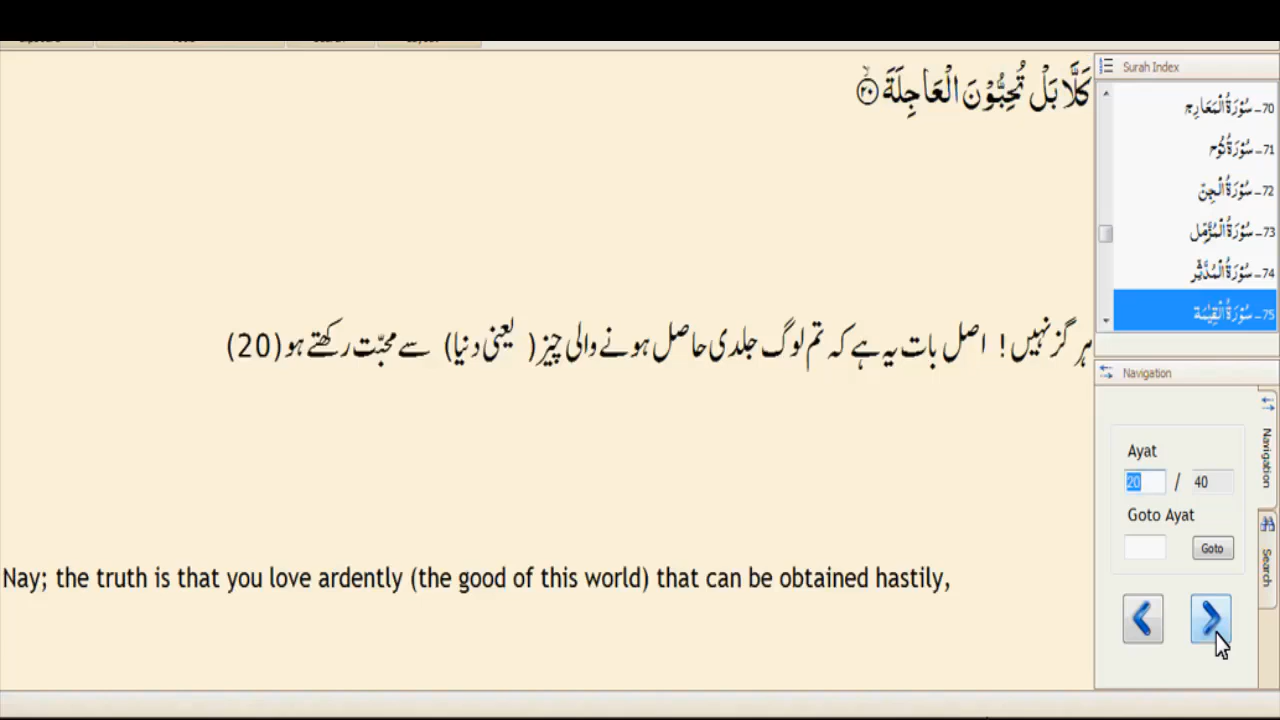 كَلَّا بَلْ تُحِبُّوْنَ الْعَاجِلَةَ ۙ‏﴿۲۰﴾
ہر گز نہیں ! اصل بات یہ ہے کہ تم لوگ جلدی حاصل ہونے والی چیز ( یعنی دنیا) سے محبّت رکھتے ہو (20)
Nay; the truth is that you love ardently (the good of this world) that can be obtained hastily,
Surah Index
70– سُوْرَةُ الْمَعَارِج
71– سُوْرَةُ نُوْح
72– سُوْرَةُ الْجِنّ
73– سُوْرَةُ الْمُزَّمِّل
74– سُوْرَةُ الْمُدَّثِّر
75– سُوْرَةُ الْقِيٰمَة
Navigation
Ayat
20 / 40
Goto Ayat
Goto
Navigation
Search